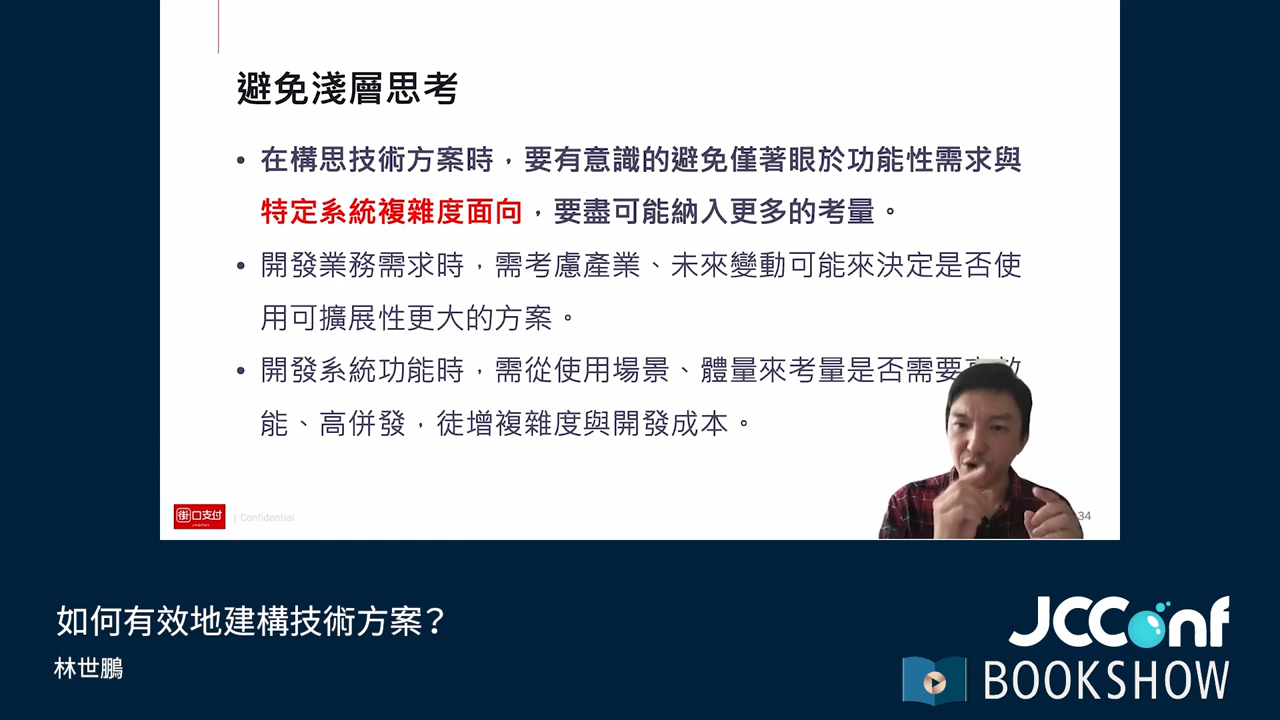 避免淺層思考
• 在構思技術方案時，要有意識的避免僅著眼於功能性需求與
特定系統複雜度面向，要盡可能納入更多的考量。
• 開發業務需求時，需考慮產業、未來變動可能來決定是否使
用可擴展性更大的方案。
• 開發系統功能時，需從使用場景、體量來考量是否需要高效
能、高併發，徒增複雜度與開發成本。
街口支付
JKOPAY
| Confidential
34
如何有效地建構技術方案？
林世鵬
JCConf
BOOKSHOW